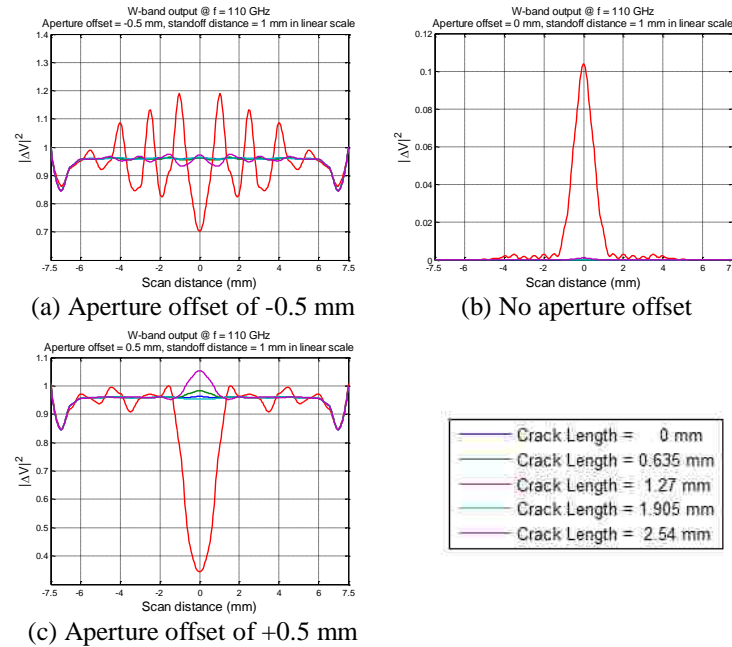 W-band output @ f = 110 GHz
Aperture offset = -0.5 mm, standoff distance = 1 mm in linear scale
1.4
1.3
1.2
1.1
1
0.9
0.8
0.7
|ΔV|²
-7.5 -6 -4 -2 0 2 4 6 7.5
Scan distance (mm)
(a) Aperture offset of -0.5 mm
W-band output @ f = 110 GHz
Aperture offset = 0 mm, standoff distance = 1 mm in linear scale
0.12
0.1
0.08
0.06
0.04
0.02
0
|ΔV|²
-7.5 -6 -4 -2 0 2 4 6 7.5
Scan distance (mm)
(b) No aperture offset
W-band output @ f = 110 GHz
Aperture offset = 0.5 mm, standoff distance = 1 mm in linear scale
1.1
1
0.9
0.8
0.7
0.6
0.5
0.4
|ΔV|²
-7.5 -6 -4 -2 0 2 4 6 7.5
Scan distance (mm)
(c) Aperture offset of +0.5 mm
Crack Length = 0 mm
Crack Length = 0.635 mm
Crack Length = 1.27 mm
Crack Length = 1.905 mm
Crack Length = 2.54 mm